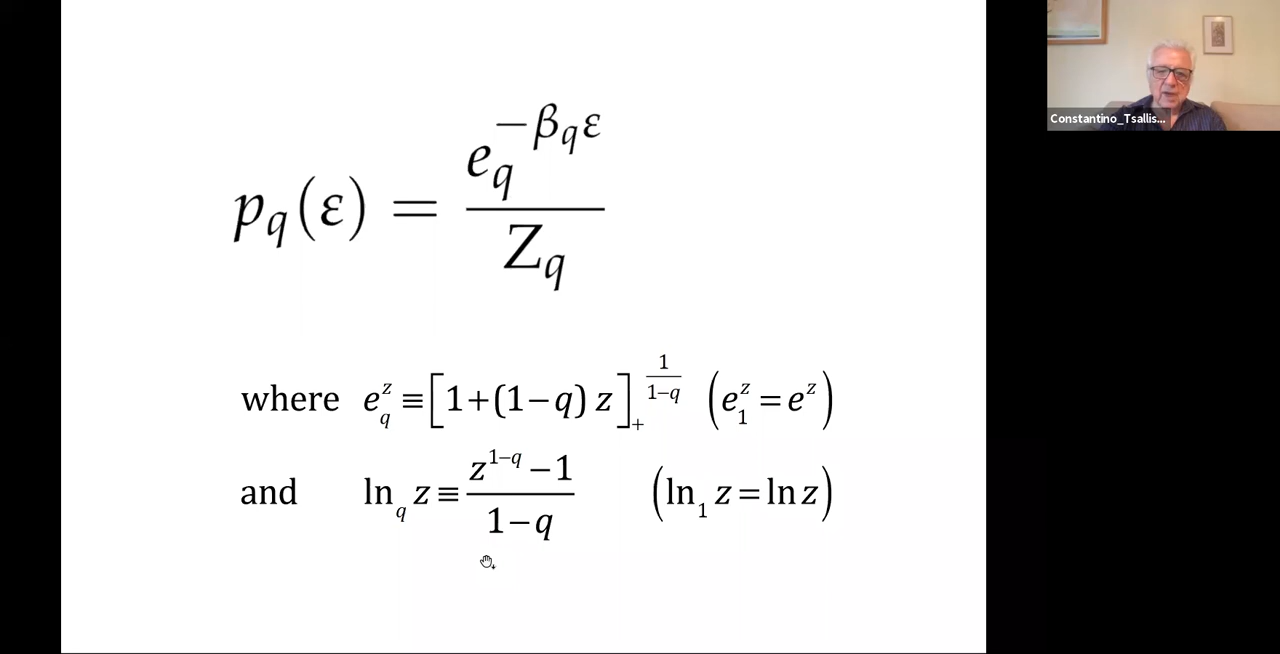 p_q(ε) = e_q^{−β_q ε} / Z_q
where e_q^z ≡ [1+(1−q) z]_+^{1/(1−q)} (e_1^z = e^z)
and ln_q z ≡ (z^{1−q} −1)/(1−q) (ln_1 z = ln z)
Constantino_Tsallis...